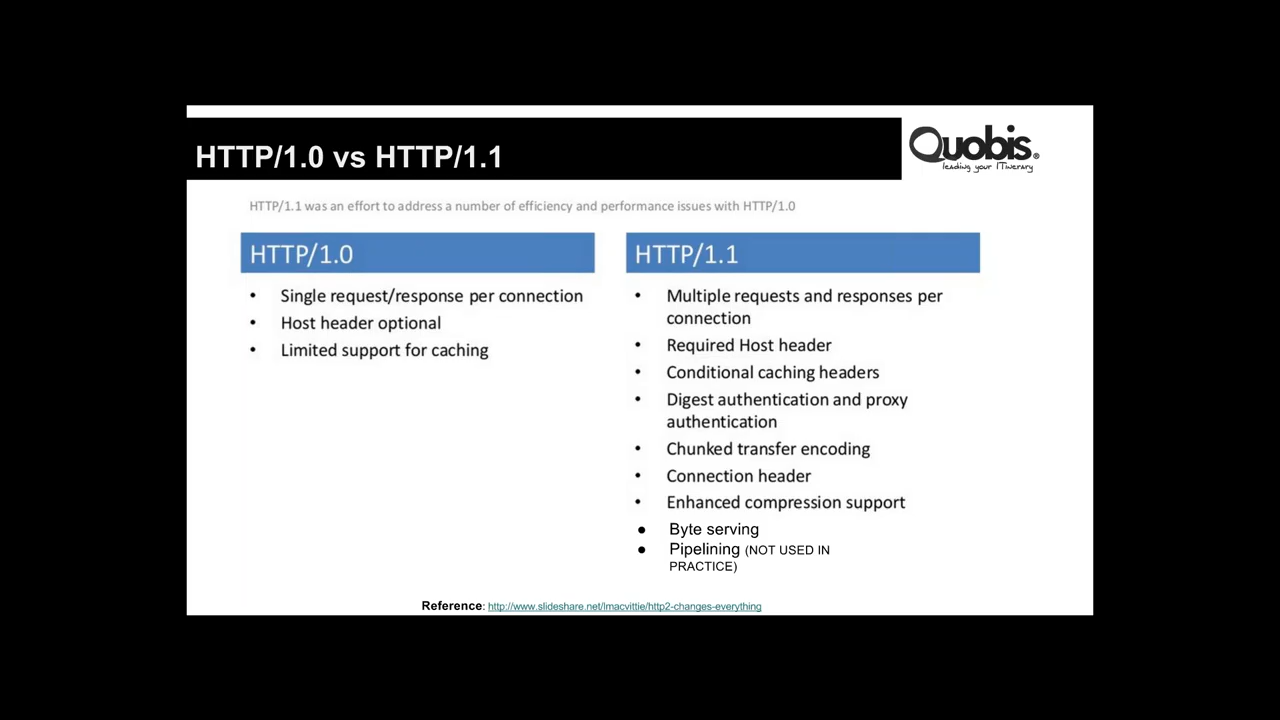 HTTP/1.0 vs HTTP/1.1
Quobis®
leading your ITinerary
HTTP/1.1 was an effort to address a number of efficiency and performance issues with HTTP/1.0
HTTP/1.0
• Single request/response per connection
• Host header optional
• Limited support for caching
HTTP/1.1
• Multiple requests and responses per
connection
• Required Host header
• Conditional caching headers
• Digest authentication and proxy
authentication
• Chunked transfer encoding
• Connection header
• Enhanced compression support
● Byte serving
● Pipelining (NOT USED IN
PRACTICE)
Reference: http://www.slideshare.net/lmacvittie/http2-changes-everything